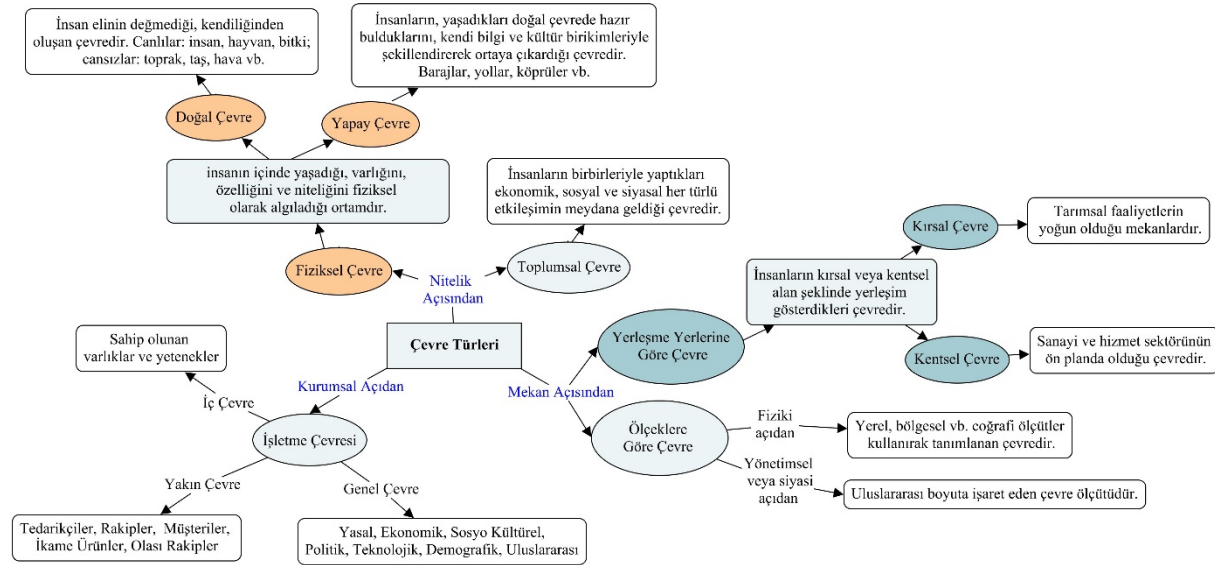 İnsan elinin değmediği, kendiliğinden
oluşan çevredir. Canlılar: insan, hayvan, bitki;
cansızlar: toprak, taş, hava vb.
İnsanların, yaşadıkları doğal çevrede hazır
bulduklarını, kendi bilgi ve kültür birikimleriyle
şekillendirerek ortaya çıkardığı çevredir.
Barajlar, yollar, köprüler vb.
Doğal Çevre
Yapay Çevre
insanın içinde yaşadığı, varlığını,
özelliğini ve niteliğini fiziksel
olarak algıladığı ortamdır.
İnsanların birbirleriyle yaptıkları
ekonomik, sosyal ve siyasal her türlü
etkileşimin meydana geldiği çevredir.
Fiziksel Çevre
Nitelik
Açısından
Toplumsal Çevre
Kırsal Çevre
Tarımsal faaliyetlerin
yoğun olduğu mekanlardır.
İnsanların kırsal veya kentsel
alan şeklinde yerleşim
gösterdikleri çevredir.
Çevre Türleri
Yerleşme Yerlerine
Göre Çevre
Kentsel Çevre
Sanayi ve hizmet sektörünün
ön planda olduğu çevredir.
Sahip olunan
varlıklar ve yetenekler
Kurumsal Açıdan
Mekan Açısından
İç Çevre
İşletme Çevresi
Ölçeklere
Göre Çevre
Fiziki
açıdan
Yerel, bölgesel vb. coğrafi ölçütler
kullanırak tanımlanan çevredir.
Yönetimsel
veya siyasi
açıdan
Uluslararası boyuta işaret eden çevre ölçütüdür.
Yakın Çevre
Genel Çevre
Tedarikçiler, Rakipler, Müşteriler,
İkame Ürünler, Olası Rakipler
Yasal, Ekonomik, Sosyo Kültürel,
Politik, Teknolojik, Demografik, Uluslararası